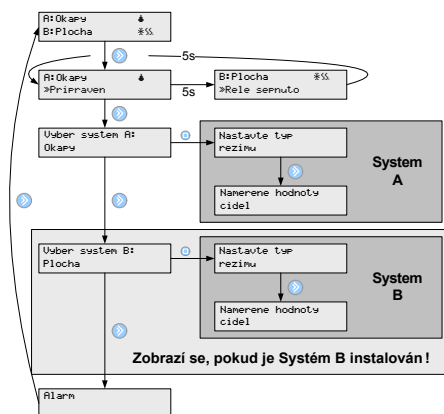 A:Okapy
B:Plocha
5s
A:Okapy
»Pripraven
5s
B:Plocha
»Rele sepnuto
Vyber system A:
Okapy
Nastavte typ
rezimu
Namerene hodnoty
cidel
System
A
Vyber system B:
Plocha
Nastavte typ
rezimu
Namerene hodnoty
cidel
System
B
Zobrazí se, pokud je Systém B instalován !
Alarm